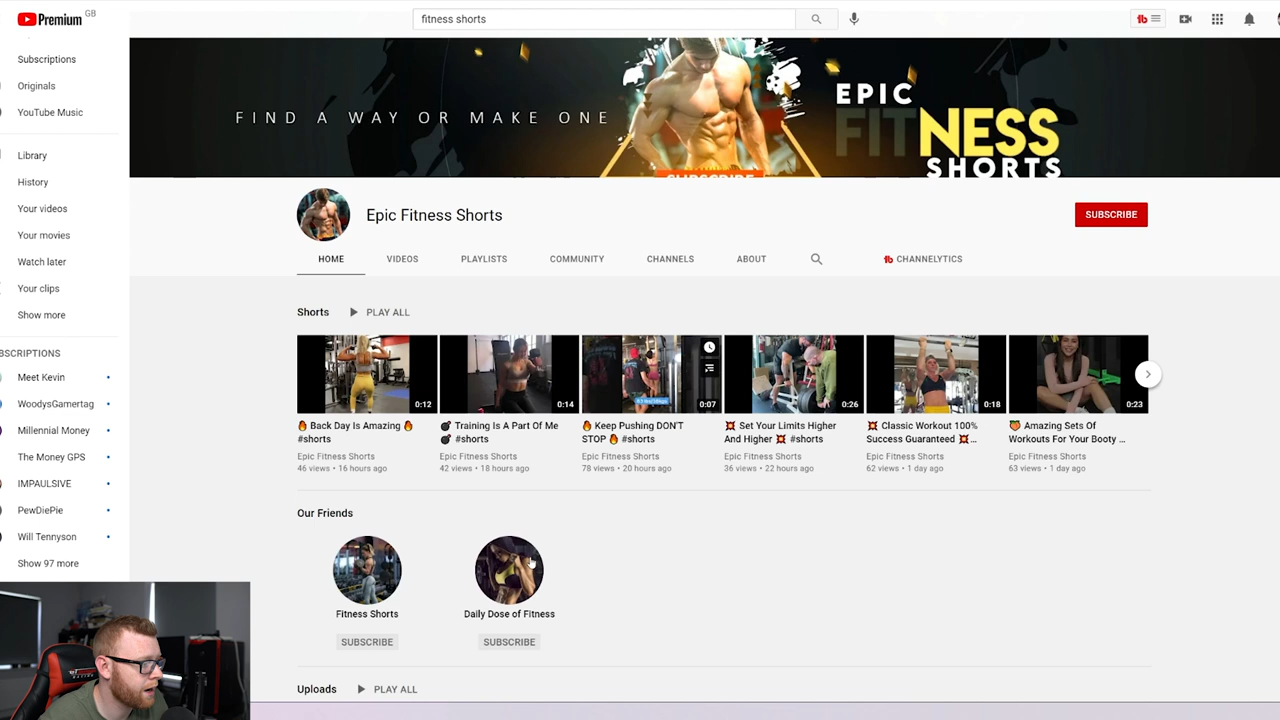 Premium GB
fitness shorts
Subscriptions
Originals
YouTube Music
Library
History
Your videos
Your movies
Watch later
Your clips
Show more
BSCRIPTIONS
Meet Kevin
WoodysGamertag
Millennial Money
The Money GPS
IMPAULSIVE
PewDiePie
Will Tennyson
Show 97 more
FIND A WAY OR MAKE ONE
EPIC
FITNESS
SHORTS
SUBSCRIBE
Epic Fitness Shorts
SUBSCRIBE
HOME VIDEOS PLAYLISTS COMMUNITY CHANNELS ABOUT CHANNELYTICS
Shorts PLAY ALL
0:12 0:14 0:07 0:26 0:18 0:23
🔥 Back Day Is Amazing 🔥
#shorts
Epic Fitness Shorts
46 views • 16 hours ago
💣 Training Is A Part Of Me
💣 #shorts
Epic Fitness Shorts
42 views • 18 hours ago
🔥 Keep Pushing DON'T
STOP 🔥 #shorts
Epic Fitness Shorts
78 views • 20 hours ago
💥 Set Your Limits Higher
And Higher 💥 #shorts
Epic Fitness Shorts
36 views • 22 hours ago
💥 Classic Workout 100%
Success Guaranteed 💥...
Epic Fitness Shorts
62 views • 1 day ago
Amazing Sets Of
Workouts For Your Booty ...
Epic Fitness Shorts
63 views • 1 day ago
Our Friends
Fitness Shorts
SUBSCRIBE
Daily Dose of Fitness
SUBSCRIBE
Uploads PLAY ALL